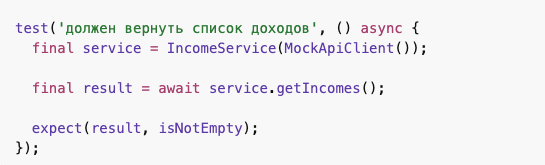 test('должен вернуть список доходов', () async {
  final service = IncomeService(MockApiClient());

  final result = await service.getIncomes();

  expect(result, isNotEmpty);
});